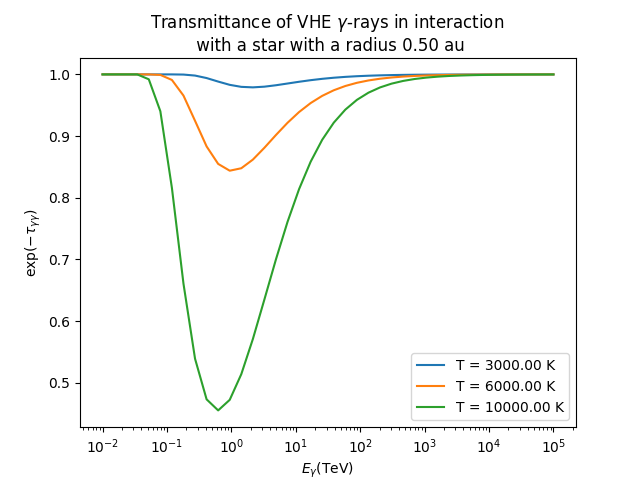 Transmittance of VHE γ-rays in interaction
with a star with a radius 0.50 au
exp(−τγγ)
1.0
0.9
0.8
0.7
0.6
0.5
T = 3000.00 K
T = 6000.00 K
T = 10000.00 K
10⁻² 10⁻¹ 10⁰ 10¹ 10² 10³ 10⁴ 10⁵
Eγ(TeV)